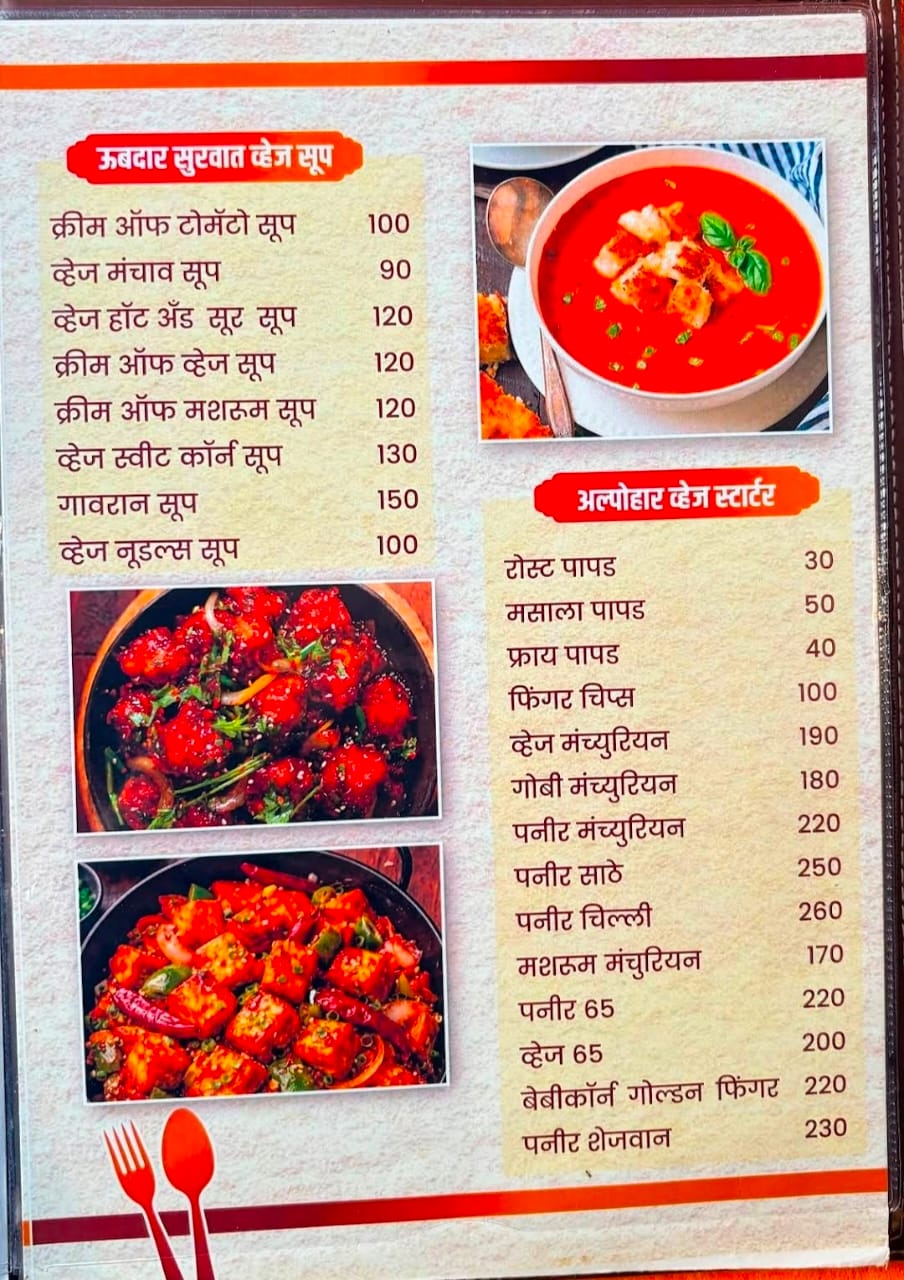 ऊबदार सुरवात व्हेज सूप
क्रीम ऑफ टोमॅटो सूप 100
व्हेज मंचाव सूप 90
व्हेज हॉट अँड सूर सूप 120
क्रीम ऑफ व्हेज सूप 120
क्रीम ऑफ मशरूम सूप 120
व्हेज स्वीट कॉर्न सूप 130
गावरान सूप 150
व्हेज नूडल्स सूप 100
अल्पोहार व्हेज स्टार्टर
रोस्ट पापड 30
मसाला पापड 50
फ्राय पापड 40
फिंगर चिप्स 100
व्हेज मंच्युरियन 190
गोबी मंच्युरियन 180
पनीर मंच्युरियन 220
पनीर साठे 250
पनीर चिल्ली 260
मशरूम मंचुरियन 170
पनीर 65 220
व्हेज 65 200
बेबीकॉर्न गोल्डन फिंगर 220
पनीर शेजवान 230